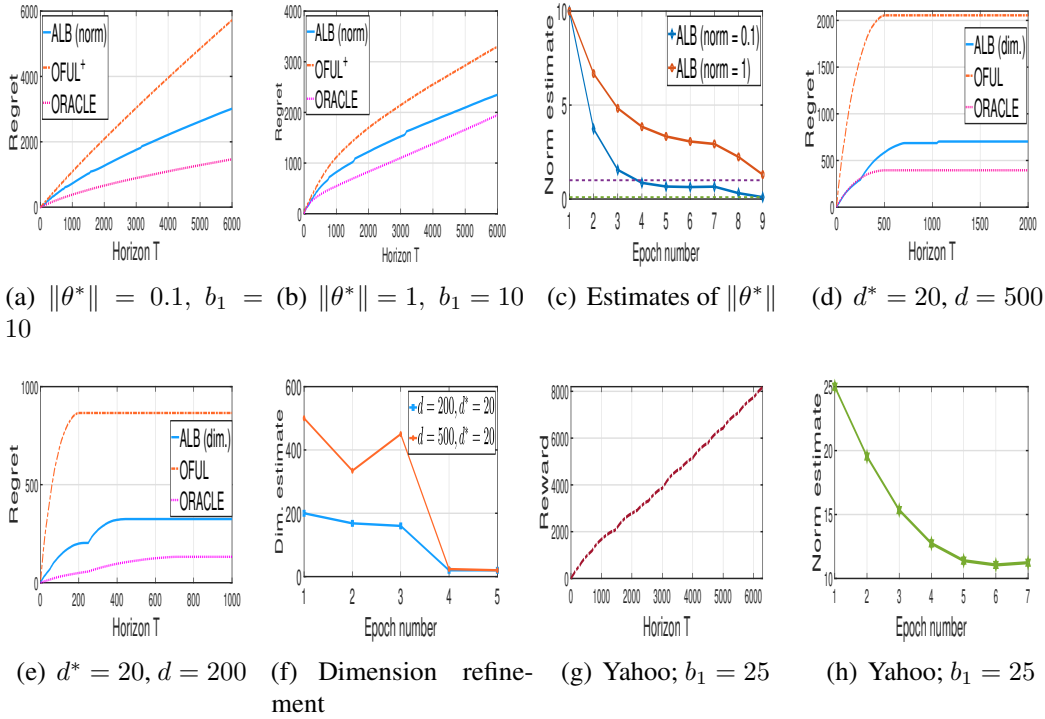 Regret
6000
4000
2000
0
ALB (norm)
OFUL+
ORACLE
0 1000 2000 3000 4000 5000 6000
Horizon T
(a) ‖θ*‖ = 0.1, b₁ = 10
Regret
4000
3000
2000
1000
0
ALB (norm)
OFUL+
ORACLE
0 1000 2000 3000 4000 5000 6000
Horizon T
(b) ‖θ*‖ = 1, b₁ = 10
Norm estimate
10
5
0
ALB (norm = 0.1)
ALB (norm = 1)
1 2 3 4 5 6 7 8 9
Epoch number
(c) Estimates of ‖θ*‖
Regret
2000
1500
1000
500
0
ALB (dim.)
OFUL
ORACLE
0 500 1000 1500 2000
Horizon T
(d) d* = 20, d = 500
Regret
1000
500
0
ALB (dim.)
OFUL
ORACLE
0 200 400 600 800 1000
Horizon T
(e) d* = 20, d = 200
Dim. estimate
600
400
200
0
d = 200, d* = 20
d = 500, d* = 20
1 2 3 4 5
Epoch number
(f) Dimension refine-
ment
Reward
8000
6000
4000
2000
0
0 1000 2000 3000 4000 5000 6000
Horizon T
(g) Yahoo; b₁ = 25
Norm estimate
25
20
15
10
1 2 3 4 5 6 7
Epoch number
(h) Yahoo; b₁ = 25